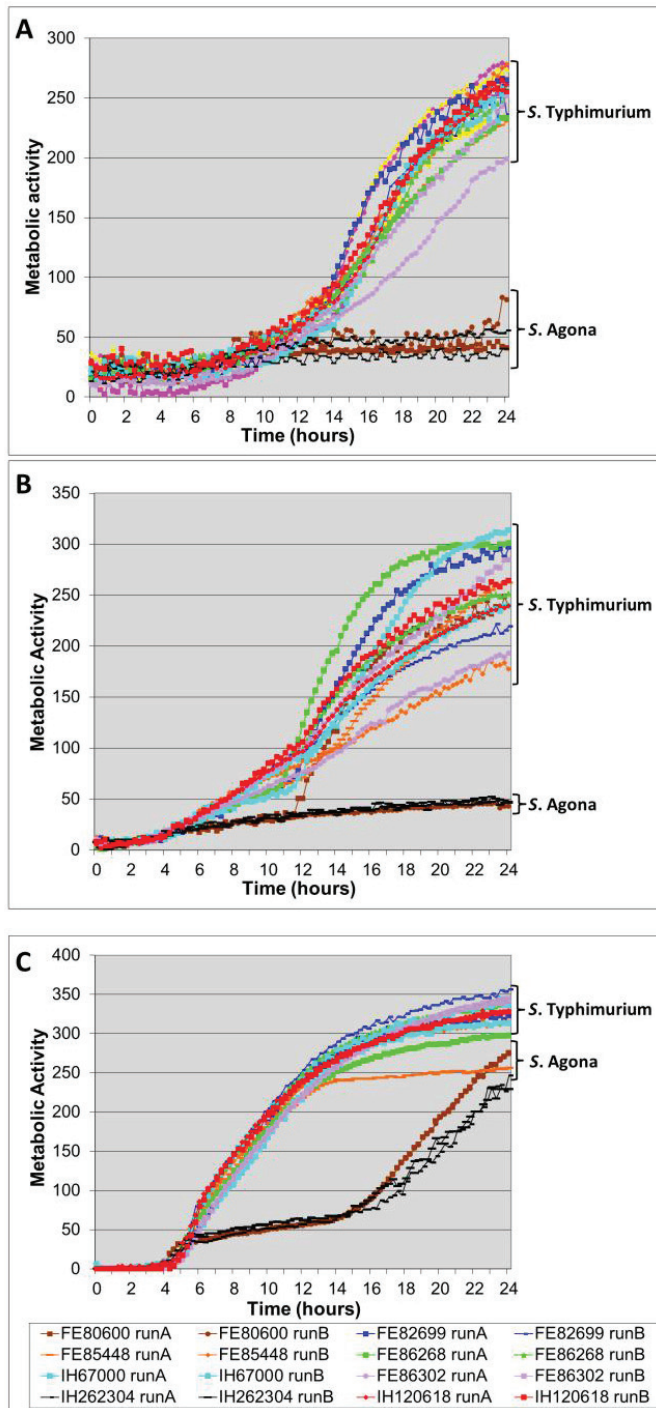 A
300
250
200
150
100
50
0
Metabolic activity
0 2 4 6 8 10 12 14 16 18 20 22 24
Time (hours)
S. Typhimurium
S. Agona
B
350
300
250
200
150
100
50
0
Metabolic Activity
0 2 4 6 8 10 12 14 16 18 20 22 24
Time (hours)
S. Typhimurium
S. Agona
C
400
350
300
250
200
150
100
50
0
Metabolic Activity
0 2 4 6 8 10 12 14 16 18 20 22 24
Time (hours)
S. Typhimurium
S. Agona
FE80600 runA FE80600 runB FE82699 runA FE82699 runB
FE85448 runA FE85448 runB FE86268 runA FE86268 runB
IH67000 runA IH67000 runB FE86302 runA FE86302 runB
IH262304 runA IH262304 runB IH120618 runA IH120618 runB